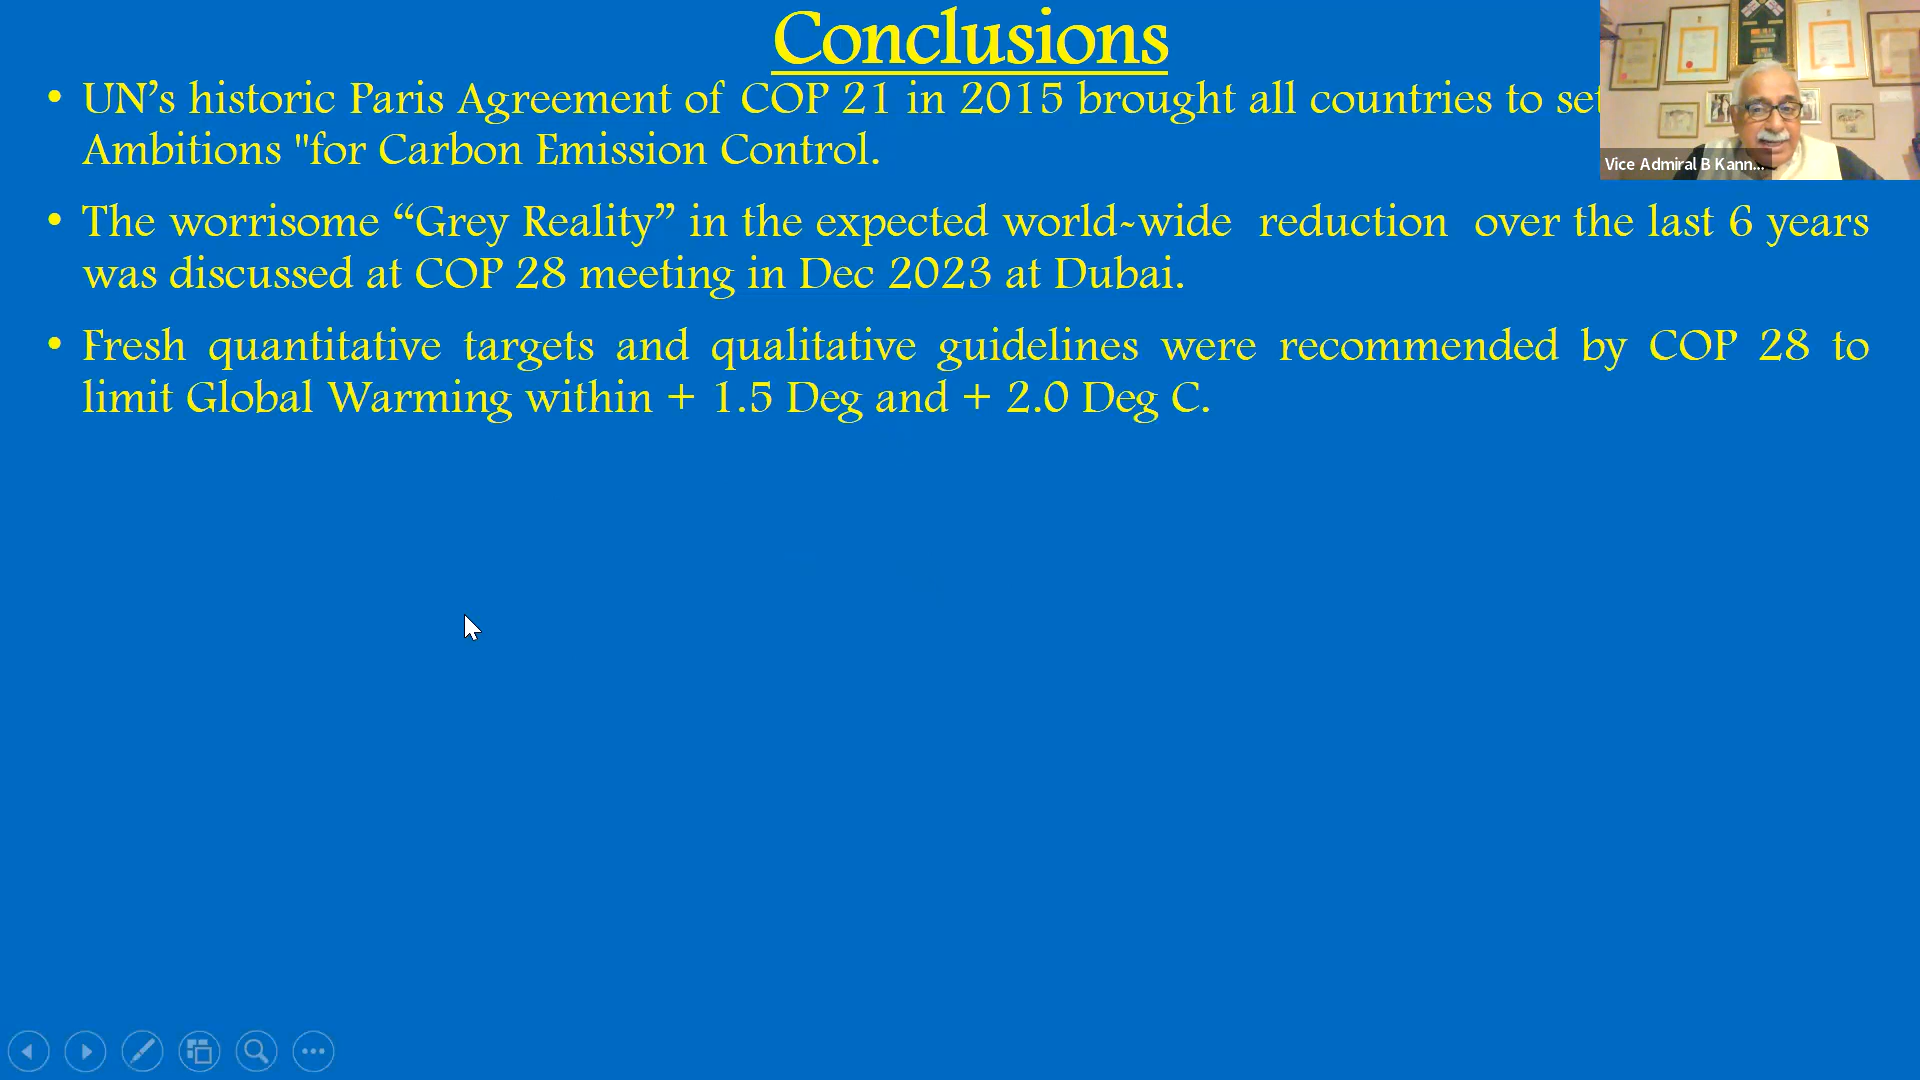 Conclusions
• UN’s historic Paris Agreement of COP 21 in 2015 brought all countries to set
Ambitions "for Carbon Emission Control.
• The worrisome “Grey Reality” in the expected world-wide reduction over the last 6 years
was discussed at COP 28 meeting in Dec 2023 at Dubai.
• Fresh quantitative targets and qualitative guidelines were recommended by COP 28 to
limit Global Warming within + 1.5 Deg and + 2.0 Deg C.
Vice Admiral B Kann...